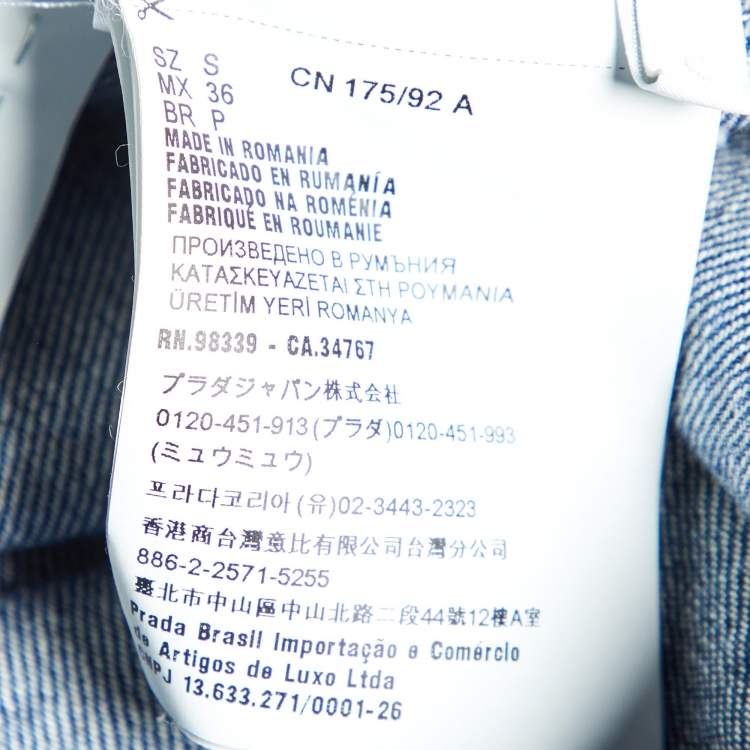 SZ S
MX 36
BR P
CN 175/92 A
MADE IN ROMANIA
FABRICADO EN RUMANÍA
FABRICADO NA ROMÉNIA
FABRIQUÉ EN ROUMANIE
ПРОИЗВЕДЕНО В РУМЪНИЯ
ΚΑΤΑΣΚΕΥΑΖΕΤΑΙ ΣΤΗ ΡΟΥΜΑΝΙΑ
ÜRETİM YERİ ROMANYA
RN.98339 - CA.34767
プラダジャパン株式会社
0120-451-913(プラダ)0120-451-993
(ミュウミュウ)
프라다코리아(유)02-3443-2323
香港商台灣意比有限公司台灣分公司
886-2-2571-5255
臺北市中山區中山北路二段44號12樓A室
Prada Brasil Importação e Comércio
de Artigos de Luxo Ltda
CNPJ 13.633.271/0001-26